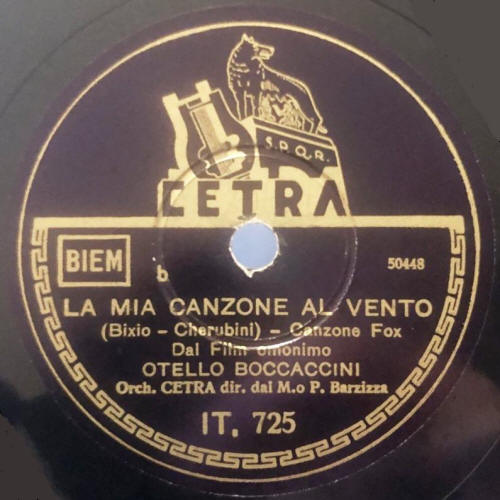 S.P.Q.R.
CETRA
BIEM
b
50448
LA MIA CANZONE AL VENTO
(Bixio - Cherubini) - Canzone Fox
Dal Film omonimo
OTELLO BOCCACCINI
Orch. CETRA dir. dal M.o P. Barzizza
IT. 725